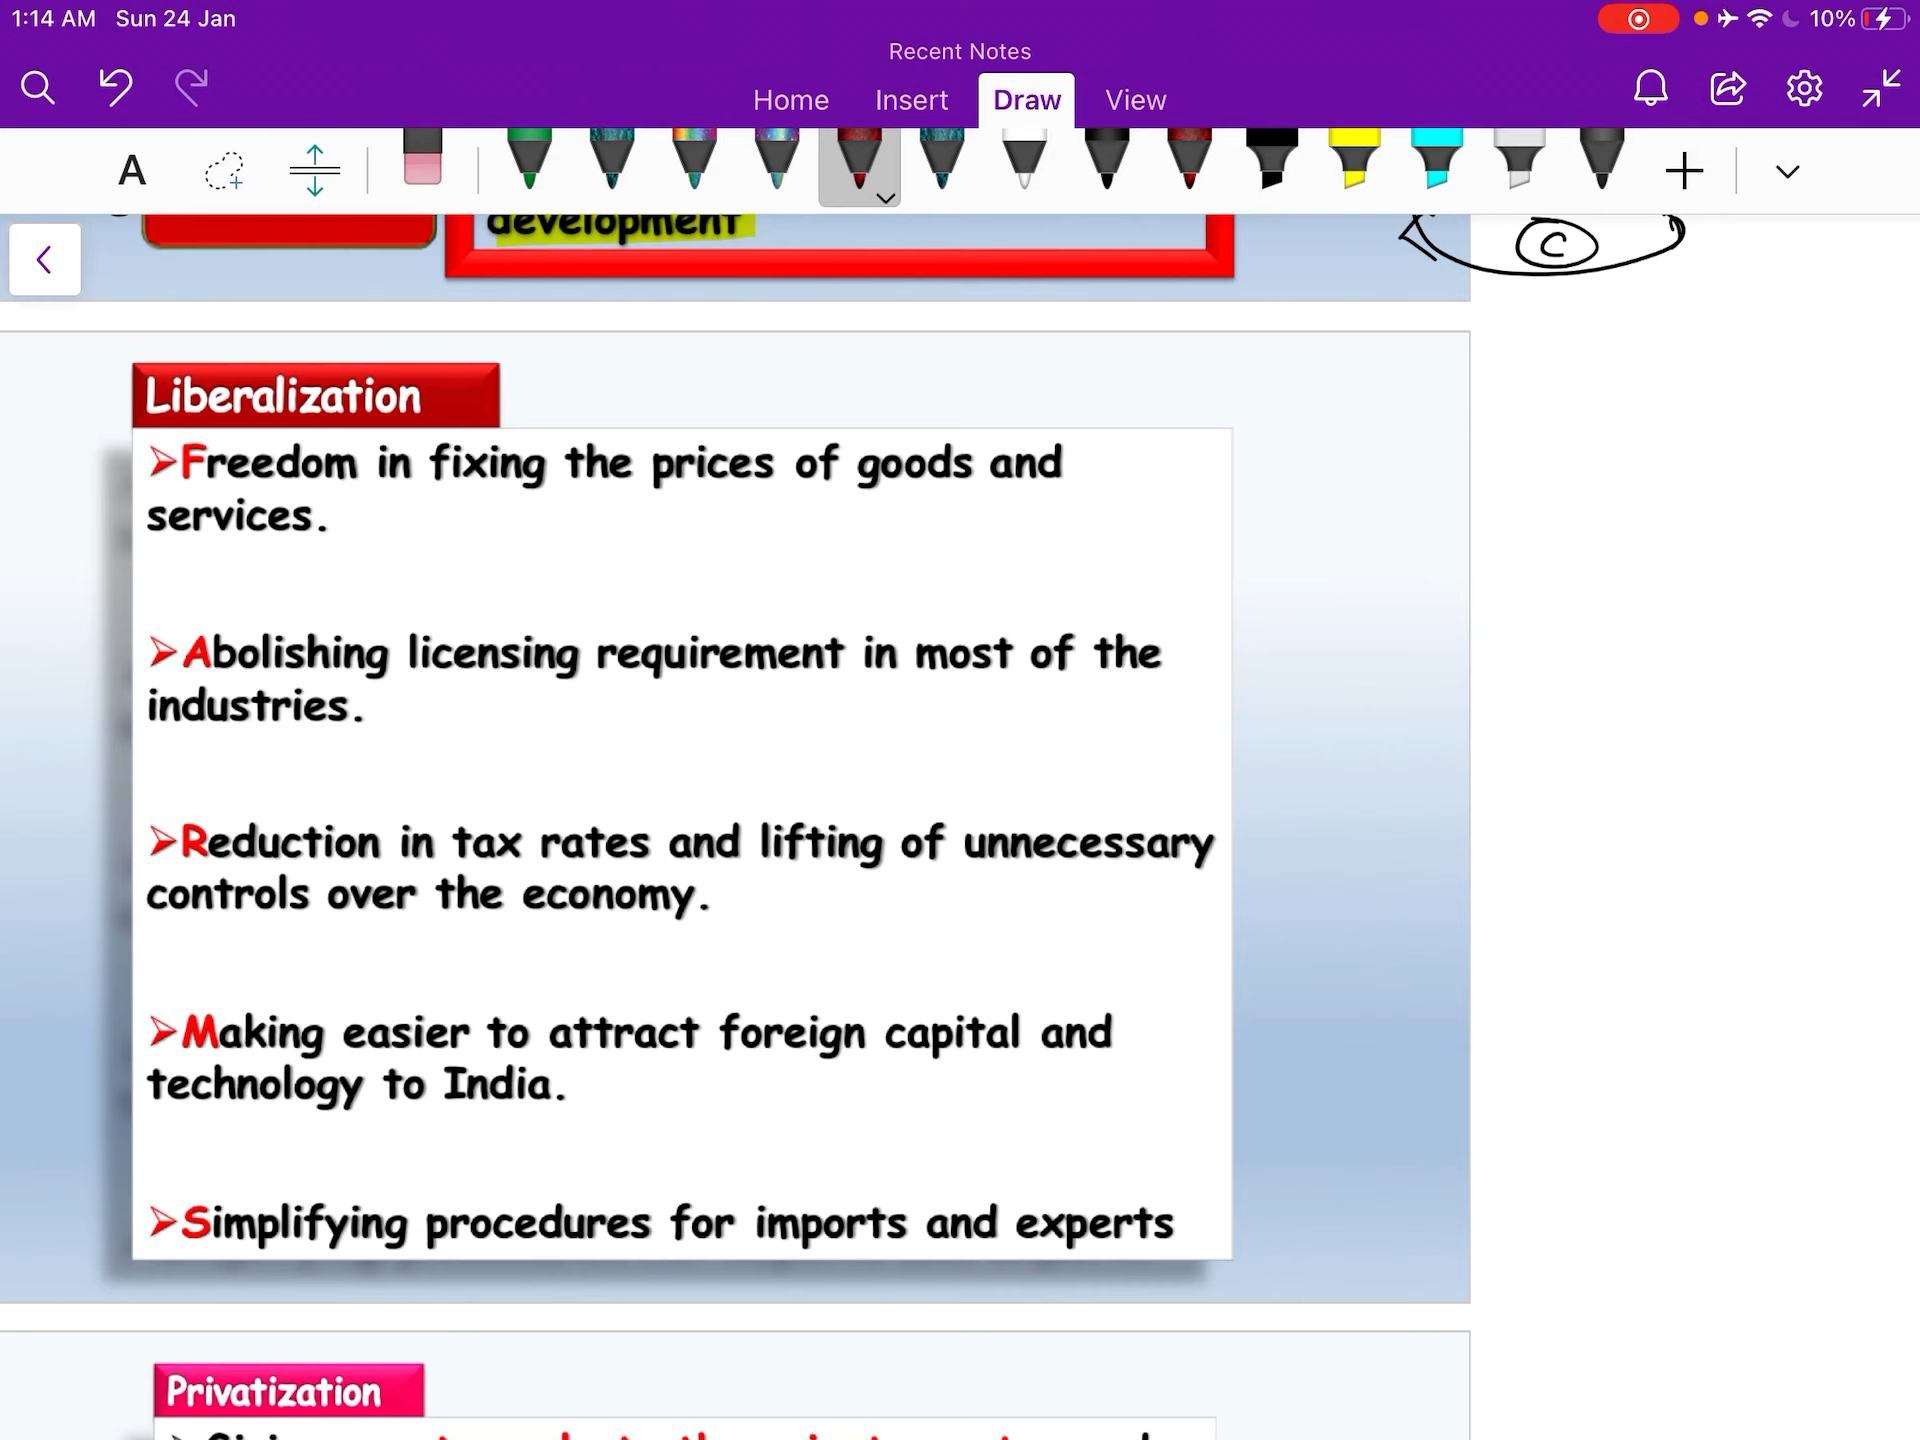 1:14 AM Sun 24 Jan
10%
Recent Notes
Home Insert Draw View
A
development
C
Liberalization
➢Freedom in fixing the prices of goods and
services.
➢Abolishing licensing requirement in most of the
industries.
➢Reduction in tax rates and lifting of unnecessary
controls over the economy.
➢Making easier to attract foreign capital and
technology to India.
➢Simplifying procedures for imports and experts
Privatization